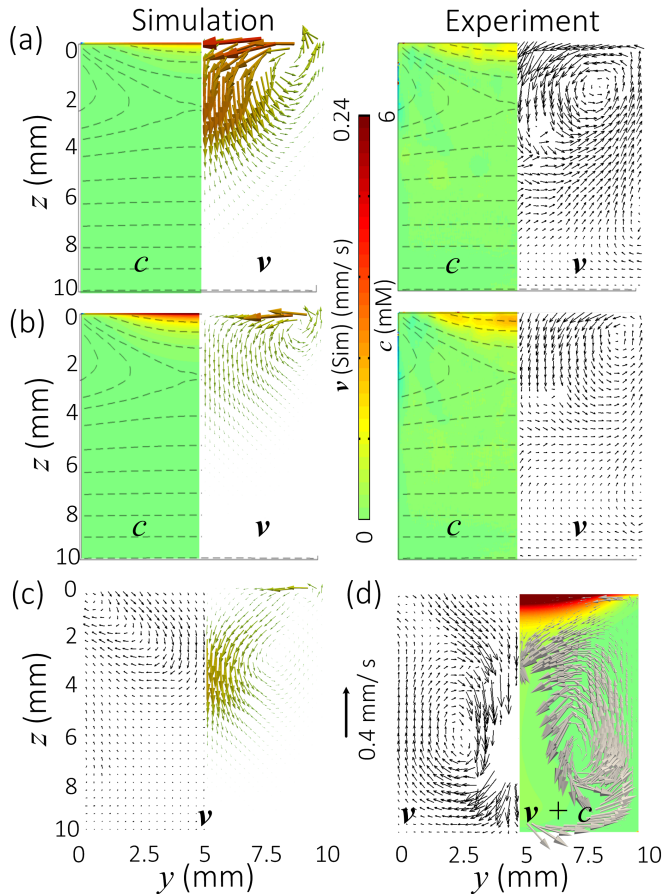 Simulation
Experiment
(a)
0
2
4
6
8
10
z (mm)
c
v
0.24
6
v (Sim) (mm/ s)
c (mM)
0
c
v
(b)
0
2
4
6
8
10
z (mm)
c
v
c
v
(c)
0
2
4
6
8
10
z (mm)
v
0.4 mm/ s
(d)
v
v + c
0 2.5 5 7.5 10
0 2.5 5 7.5 10
y (mm)
y (mm)